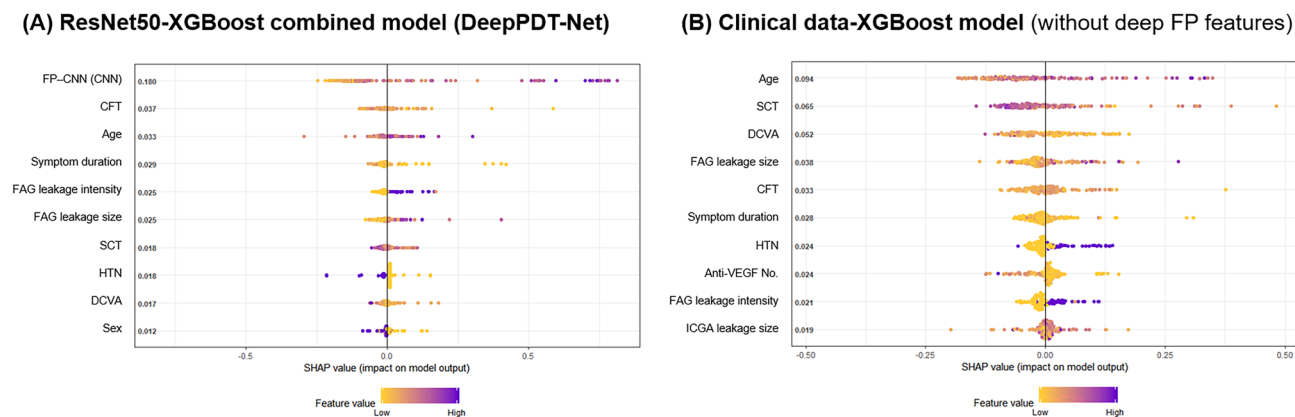 (A) ResNet50-XGBoost combined model (DeepPDT-Net)
FP–CNN (CNN) 0.180
CFT 0.037
Age 0.033
Symptom duration 0.029
FAG leakage intensity 0.025
FAG leakage size 0.025
SCT 0.018
HTN 0.018
DCVA 0.017
Sex 0.012
-0.5 0.0 0.5
SHAP value (impact on model output)
Feature value
Low High
(B) Clinical data-XGBoost model (without deep FP features)
Age 0.094
SCT 0.065
DCVA 0.052
FAG leakage size 0.038
CFT 0.033
Symptom duration 0.028
HTN 0.024
Anti-VEGF No. 0.024
FAG leakage intensity 0.021
ICGA leakage size 0.019
-0.50 -0.25 0.00 0.25 0.50
SHAP value (impact on model output)
Feature value
Low High